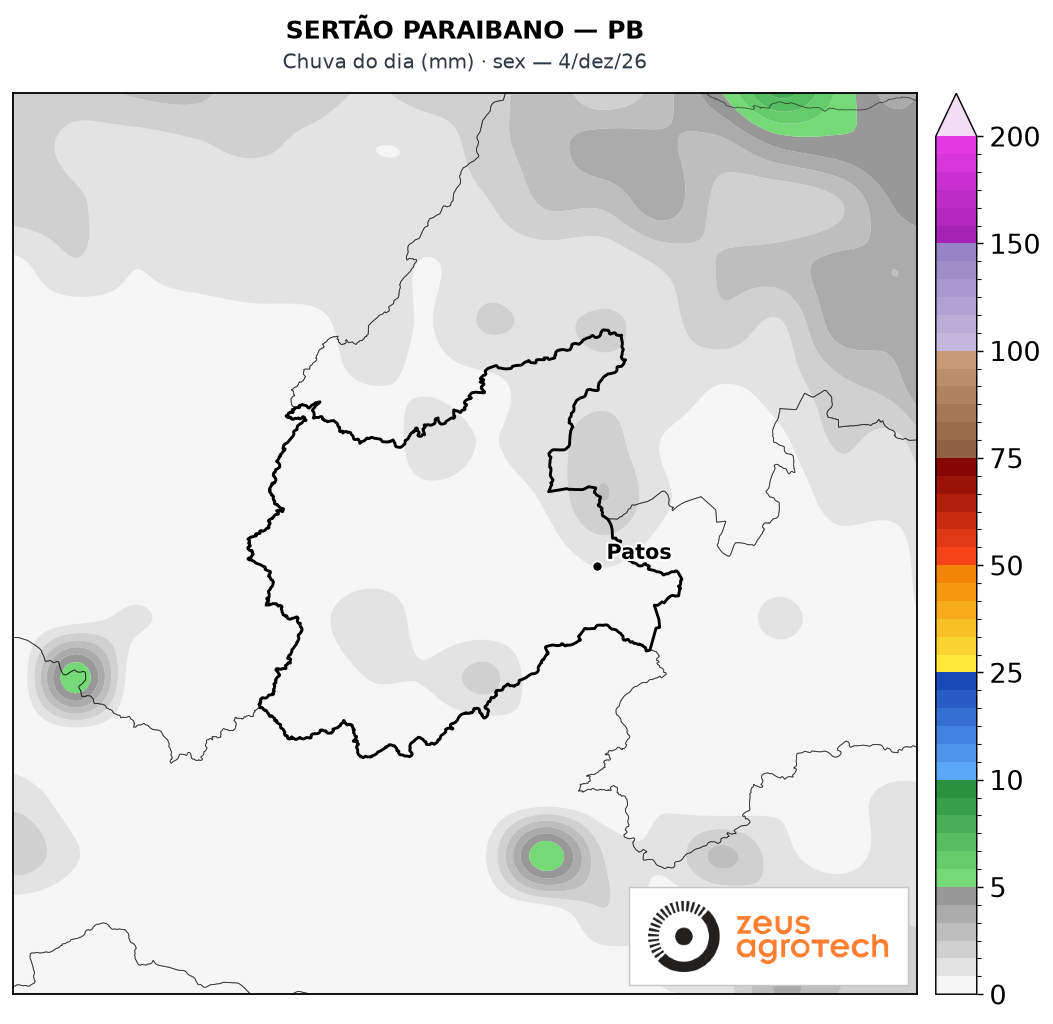 SERTÃO PARAIBANO — PB
Chuva do dia (mm) · sex — 4/dez/26
200
150
100
75
50
25
10
5
0
Patos
zeus
agrotech